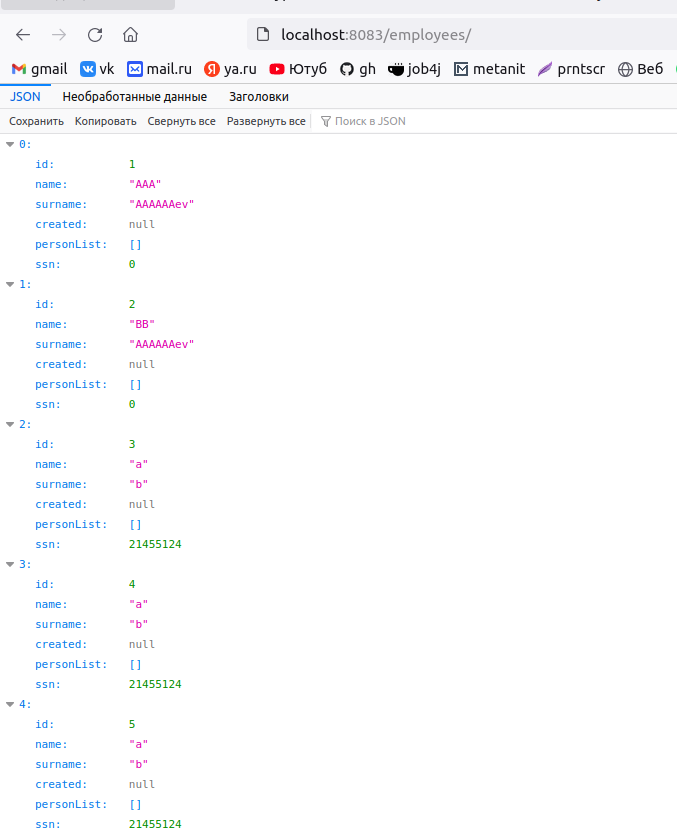 localhost:8083/employees/
gmail vk mail.ru ya.ru Ютуб gh job4j metanit prntscr Веб
JSON Необработанные данные Заголовки
Сохранить Копировать Свернуть все Развернуть все Поиск в JSON
0:
id: 1
name: "AAA"
surname: "AAAAAAev"
created: null
personList: []
ssn: 0
1:
id: 2
name: "BB"
surname: "AAAAAAev"
created: null
personList: []
ssn: 0
2:
id: 3
name: "a"
surname: "b"
created: null
personList: []
ssn: 21455124
3:
id: 4
name: "a"
surname: "b"
created: null
personList: []
ssn: 21455124
4:
id: 5
name: "a"
surname: "b"
created: null
personList: []
ssn: 21455124